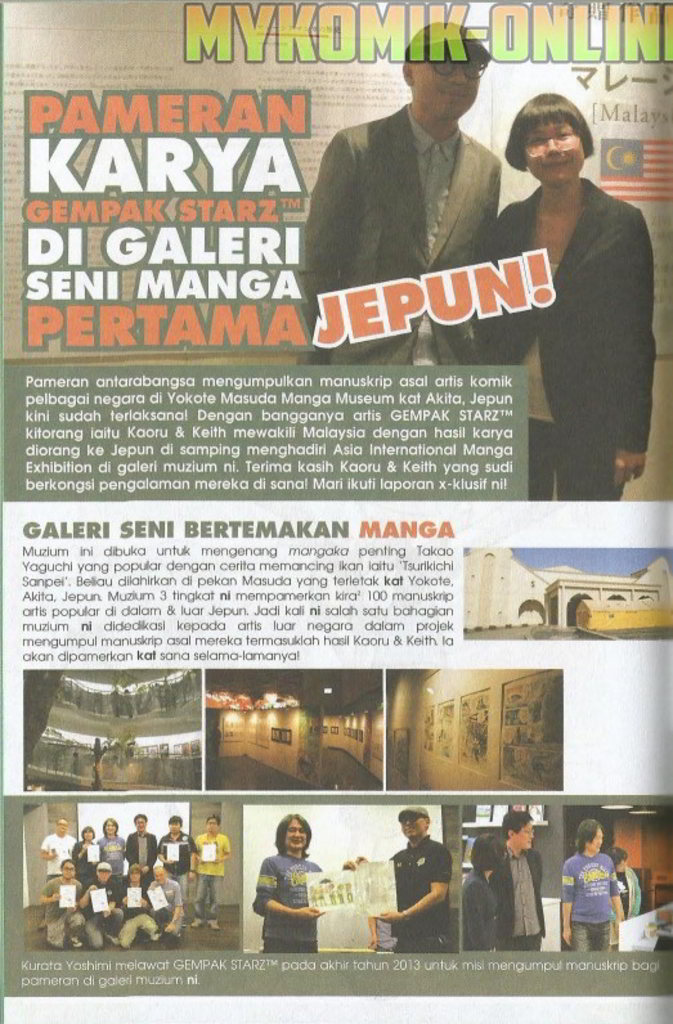 MYKOMIK-ONLIN
マレーシ
[Malays
PAMERAN
KARYA
GEMPAK STARZ™
DI GALERI
SENI MANGA
PERTAMA
JEPUN!
Pameran antarabangsa mengumpulkan manuskrip asal artis komik
pelbagai negara di Yokote Masuda Manga Museum kat Akita, Jepun
kini sudah terlaksana! Dengan bangganya artis GEMPAK STARZ™
kitorang iaitu Kaoru & Keith mewakili Malaysia dengan hasil karya
diorang ke Jepun di samping menghadiri Asia International Manga
Exhibition di galeri muzium ni. Terima kasih Kaoru & Keith yang sudi
berkongsi pengalaman mereka di sana! Mari ikuti laporan x-klusif ni!
GALERI SENI BERTEMAKAN MANGA
Muzium ini dibuka untuk mengenang mangaka penting Takao
Yaguchi yang popular dengan cerita memancing ikan iaitu 'Tsurikichi
Sanpei'. Beliau dilahirkan di pekan Masuda yang terletak kat Yokote,
Akita, Jepun. Muzium 3 tingkat ni mempamerkan kira² 100 manuskrip
artis popular di dalam & luar Jepun. Jadi kali ni salah satu bahagian
muzium ni didedikasi kepada artis luar negara dalam projek
mengumpul manuskrip asal mereka termasuklah hasil Kaoru & Keith. Ia
akan dipamerkan kat sana selama-lamanya!
Kurata Yoshimi melawat GEMPAK STARZ™ pada akhir tahun 2013 untuk misi mengumpul manuskrip bagi
pameran di galeri muzium ni.